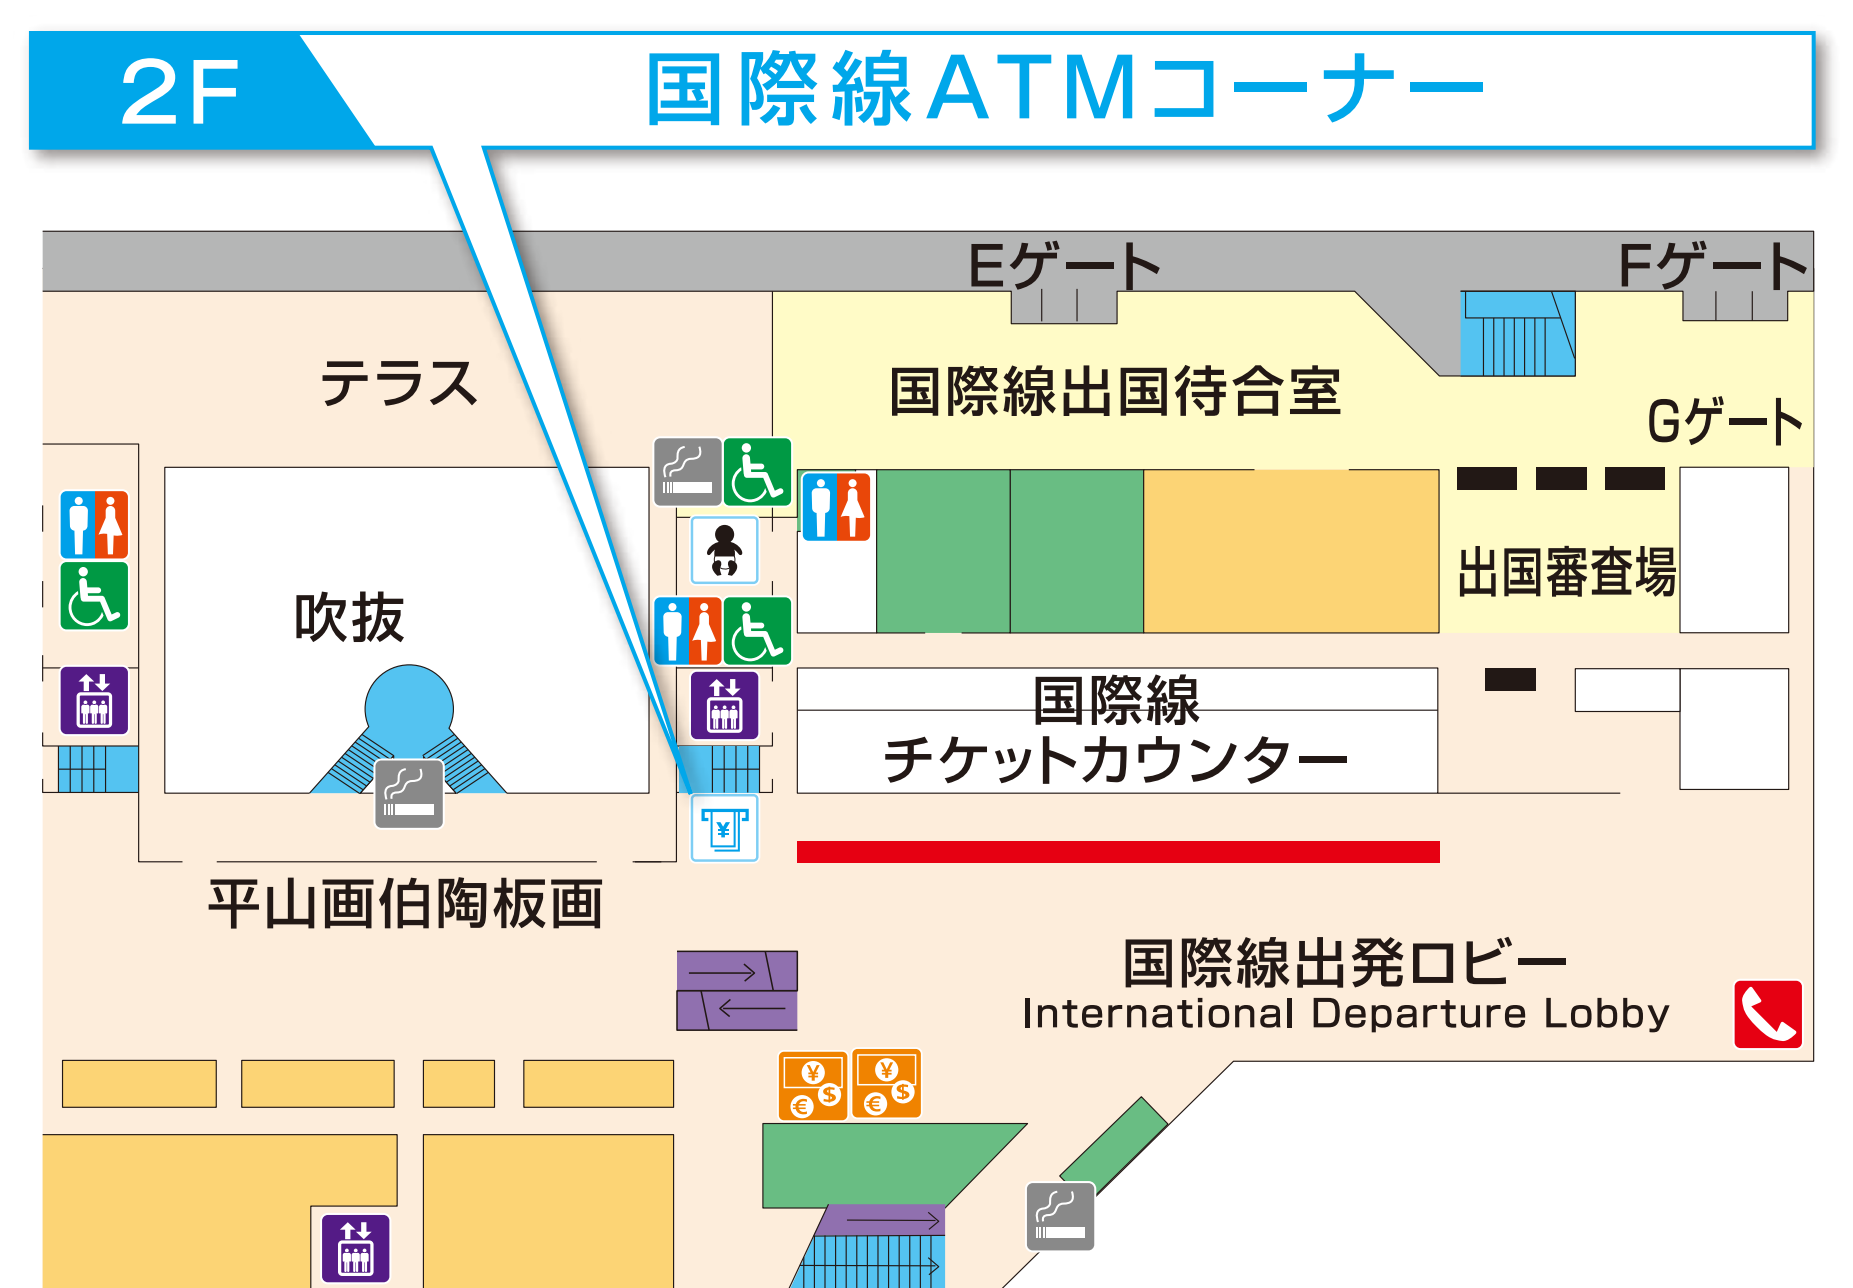 2F
国際線ATMコーナー
Eゲート
Fゲート
テラス
国際線出国待合室
Gゲート
出国審査場
吹抜
国際線
チケットカウンター
平山画伯陶板画
国際線出発ロビー
International Departure Lobby